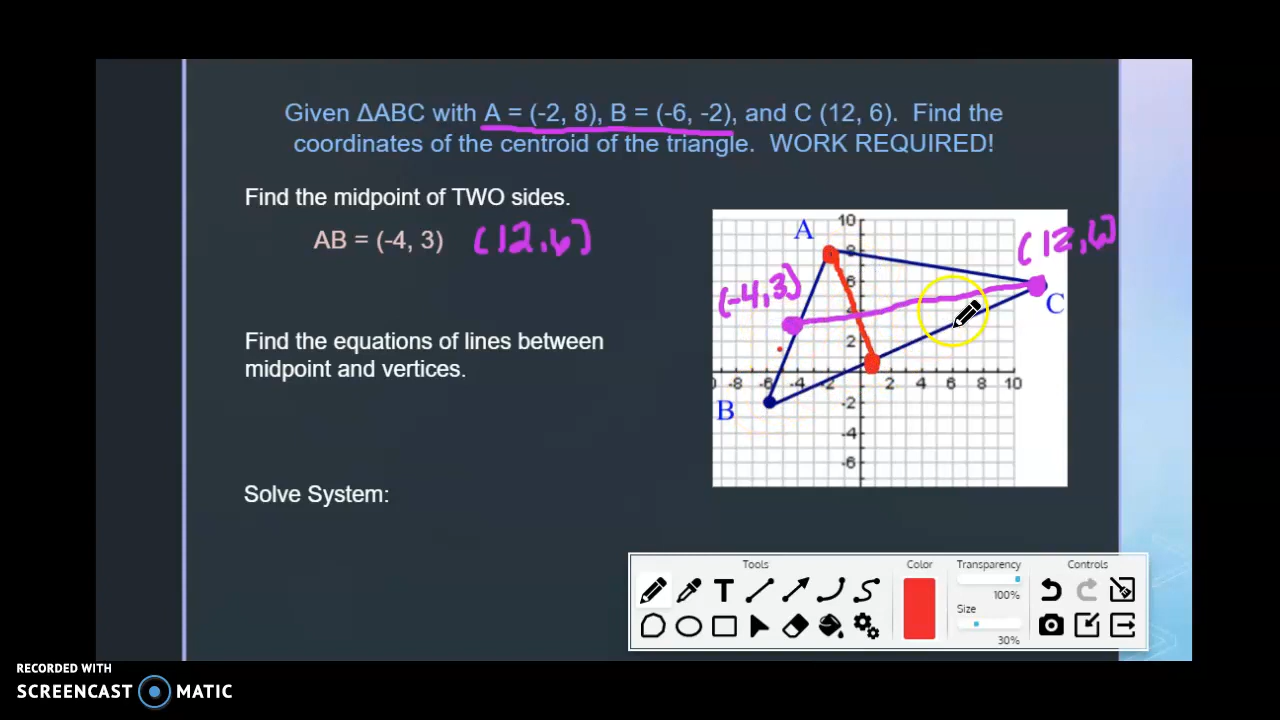 Given ΔABC with A = (-2, 8), B = (-6, -2), and C (12, 6). Find the
coordinates of the centroid of the triangle. WORK REQUIRED!
Find the midpoint of TWO sides.
AB = (-4, 3) (12,6)
Find the equations of lines between
midpoint and vertices.
Solve System:
A
B
C
(-4,3)
(12,6)
10
8
6
4
2
-2
-4
-6
-8 -6 -4 -2 2 4 6 8 10
Tools
T
Color
Transparency
100%
Size
30%
Controls
RECORDED WITH
SCREENCAST MATIC